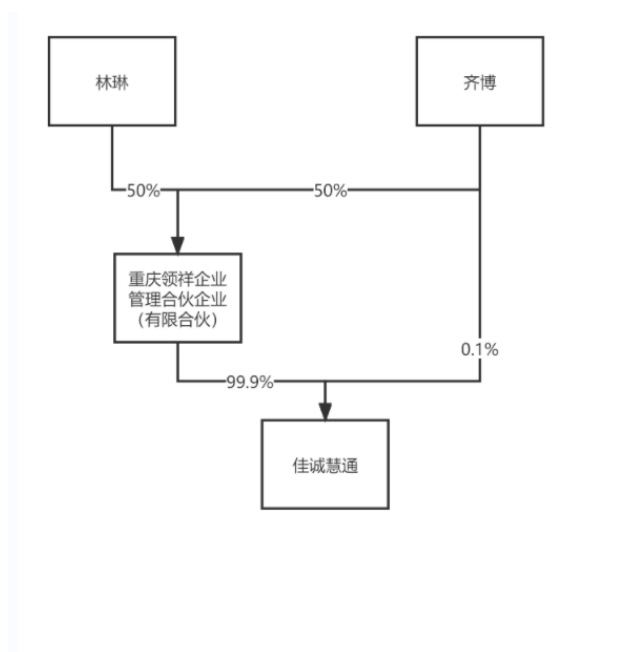 林琳
齐博
50%
50%
重庆领祥企业
管理合伙企业
（有限合伙）
0.1%
99.9%
佳诚慧通